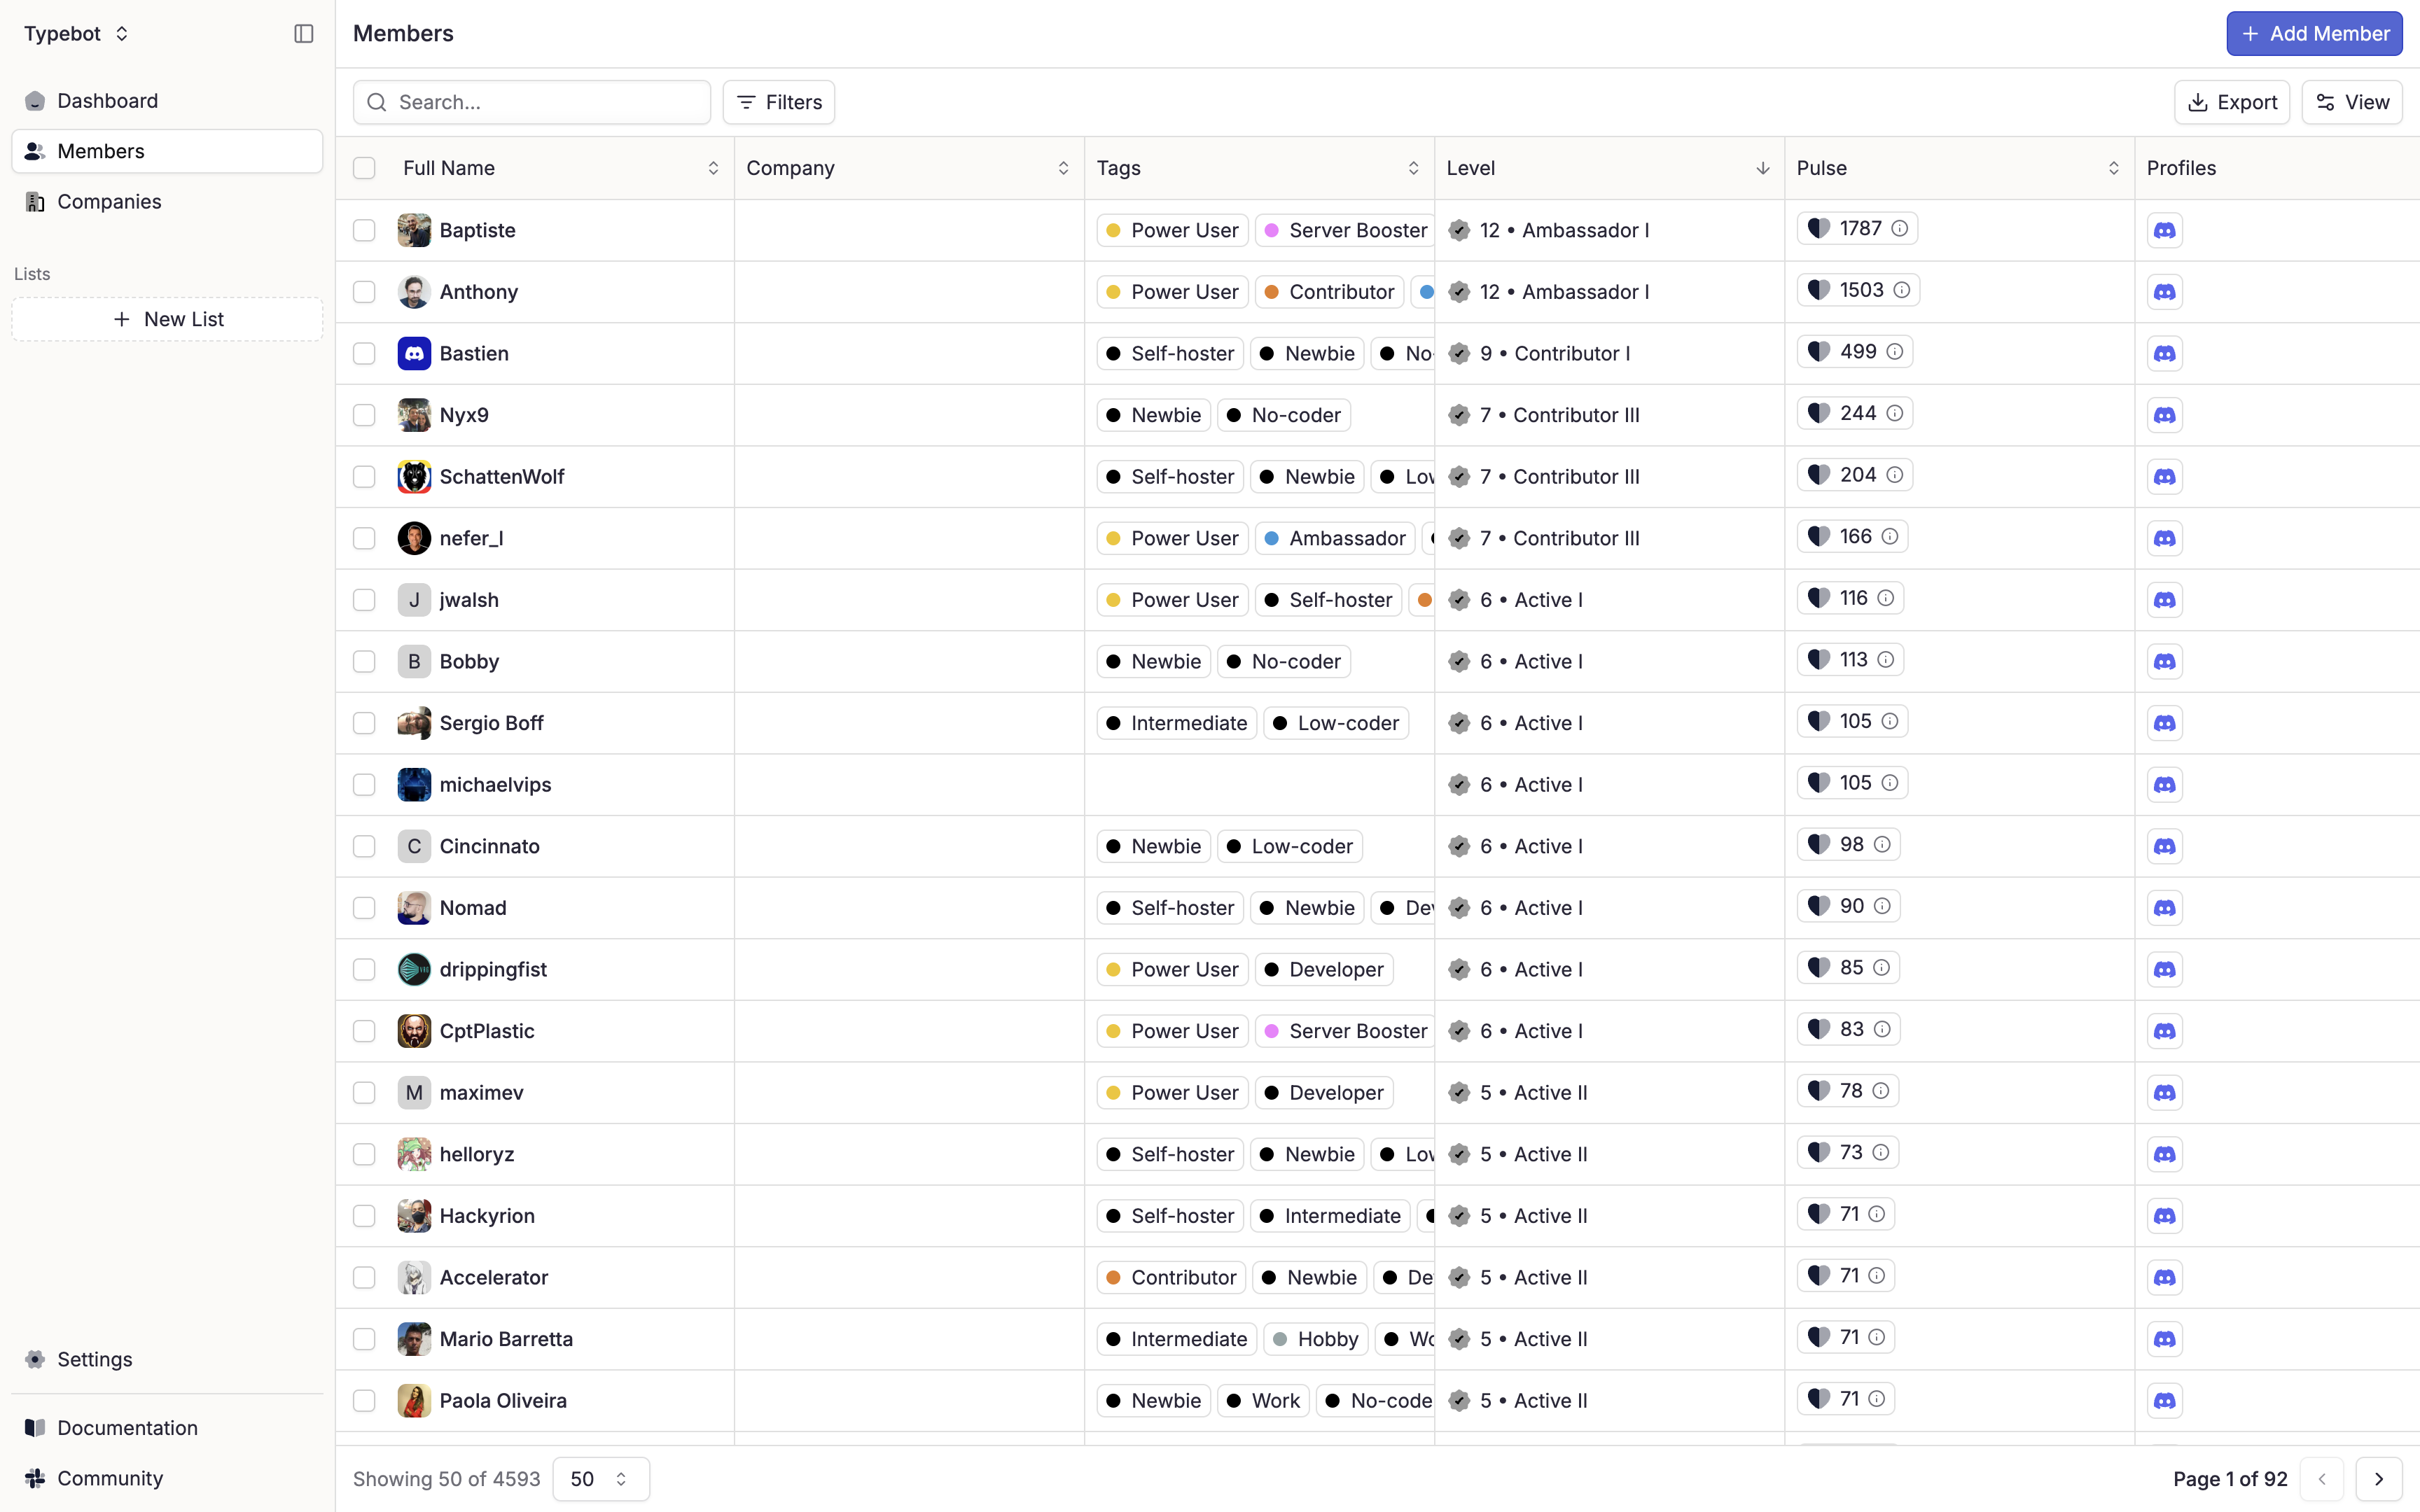 Typebot
Members
Add Member
Dashboard
Members
Companies
Lists
New List
Settings
Documentation
Community
Search...
Filters
Export
View
Full Name Company Tags Level Pulse Profiles
Baptiste Power User Server Booster 12 • Ambassador I 1787
Anthony Power User Contributor 12 • Ambassador I 1503
Bastien Self-hoster Newbie No- 9 • Contributor I 499
Nyx9 Newbie No-coder 7 • Contributor III 244
SchattenWolf Self-hoster Newbie Lov 7 • Contributor III 204
nefer_l Power User Ambassador 7 • Contributor III 166
J jwalsh Power User Self-hoster 6 • Active I 116
B Bobby Newbie No-coder 6 • Active I 113
Sergio Boff Intermediate Low-coder 6 • Active I 105
michaelvips 6 • Active I 105
C Cincinnato Newbie Low-coder 6 • Active I 98
Nomad Self-hoster Newbie Dev 6 • Active I 90
drippingfist Power User Developer 6 • Active I 85
CptPlastic Power User Server Booster 6 • Active I 83
M maximev Power User Developer 5 • Active II 78
helloryz Self-hoster Newbie Lov 5 • Active II 73
Hackyrion Self-hoster Intermediate 5 • Active II 71
Accelerator Contributor Newbie De 5 • Active II 71
Mario Barretta Intermediate Hobby Wo 5 • Active II 71
Paola Oliveira Newbie Work No-code 5 • Active II 71
Showing 50 of 4593 50 Page 1 of 92